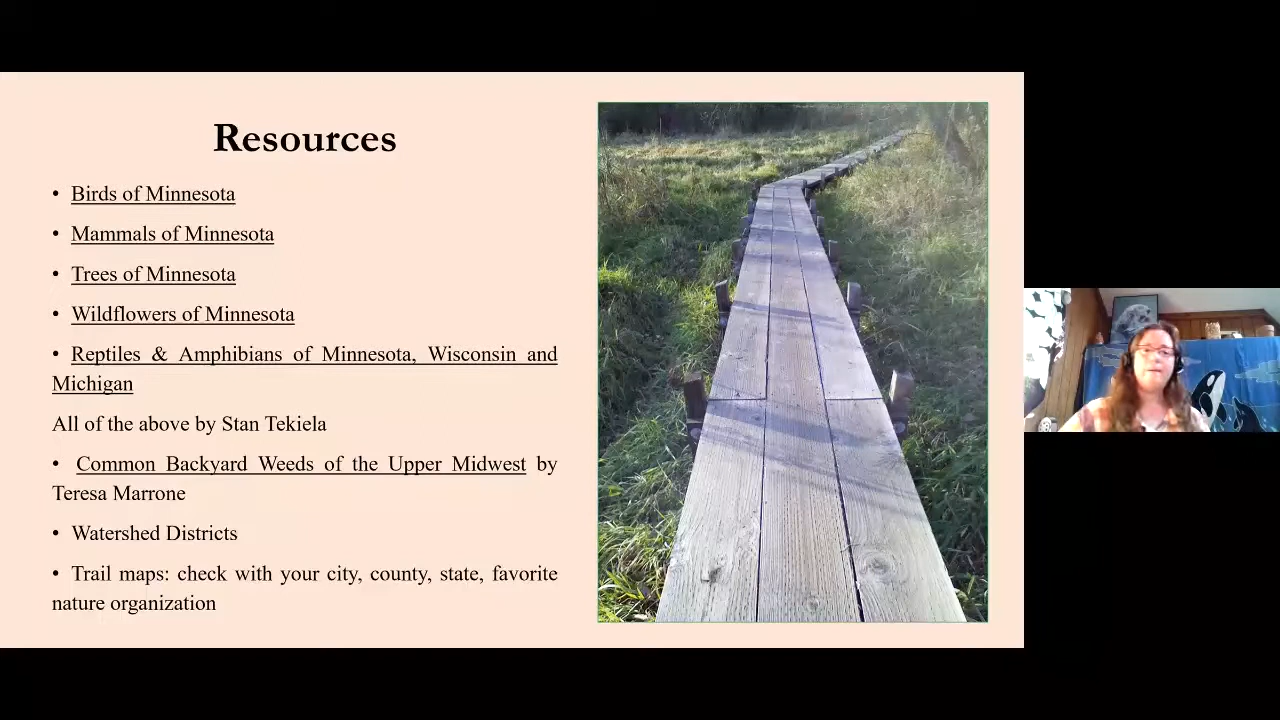 Resources
• Birds of Minnesota
• Mammals of Minnesota
• Trees of Minnesota
• Wildflowers of Minnesota
• Reptiles & Amphibians of Minnesota, Wisconsin and
Michigan
All of the above by Stan Tekiela
• Common Backyard Weeds of the Upper Midwest by
Teresa Marrone
• Watershed Districts
• Trail maps: check with your city, county, state, favorite
nature organization